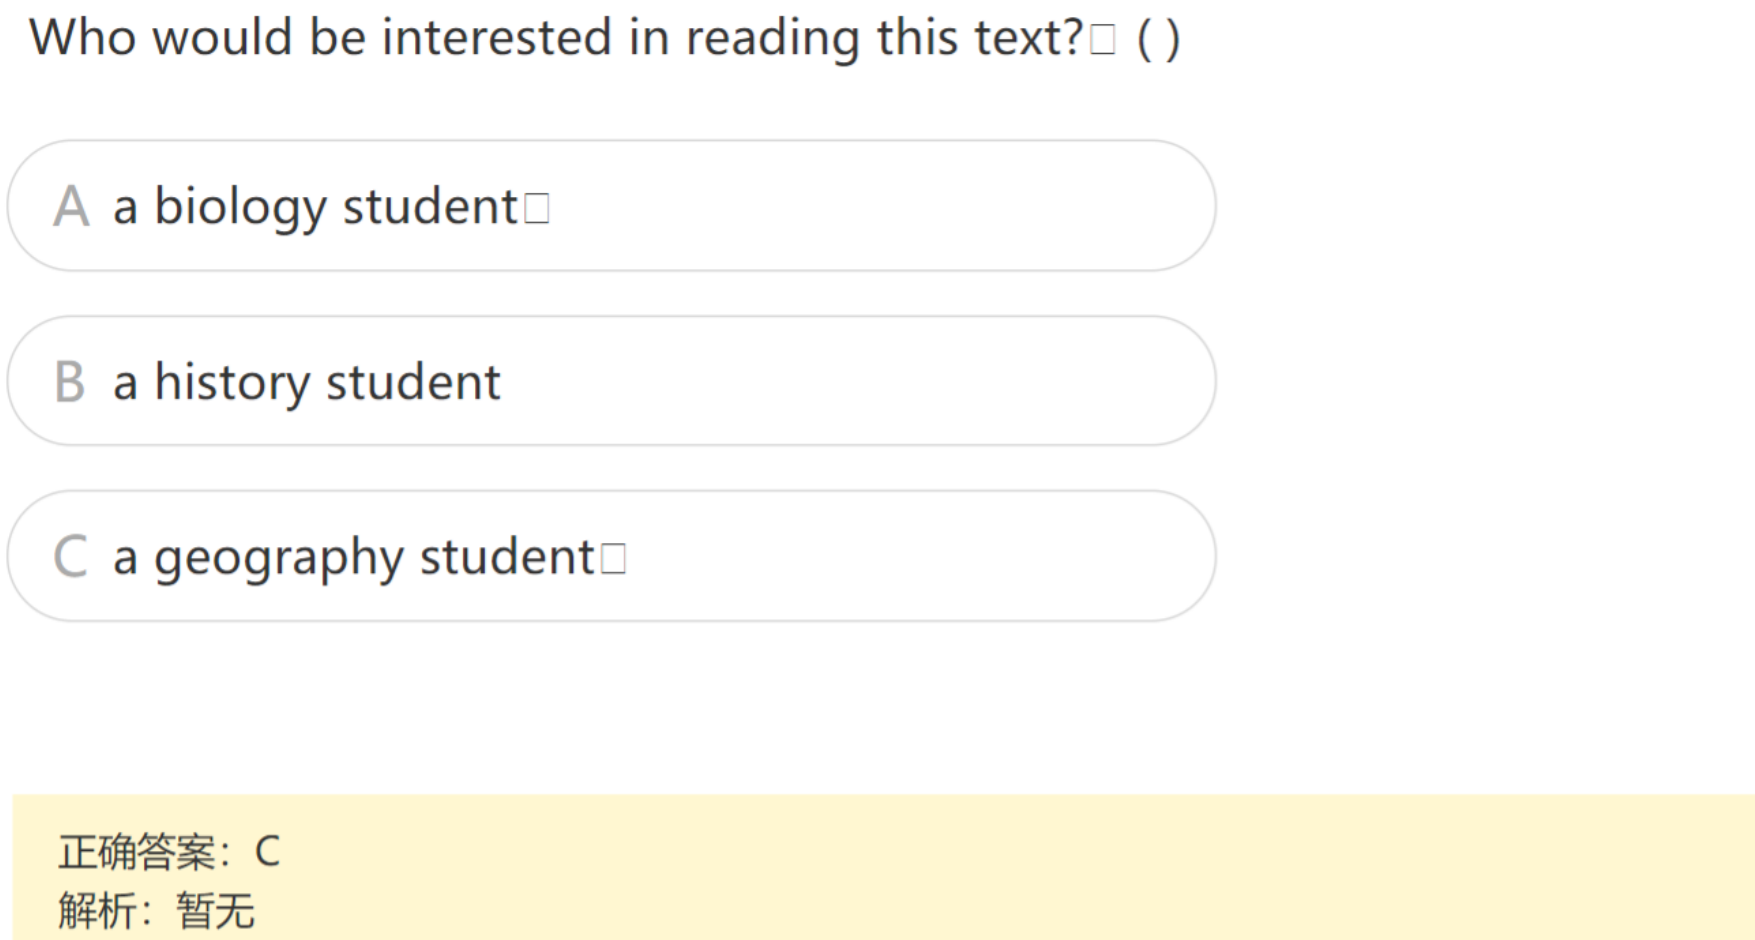 Who would be interested in reading this text?□ ( )
A a biology student□
B a history student
C a geography student□
正确答案：C
解析：暂无